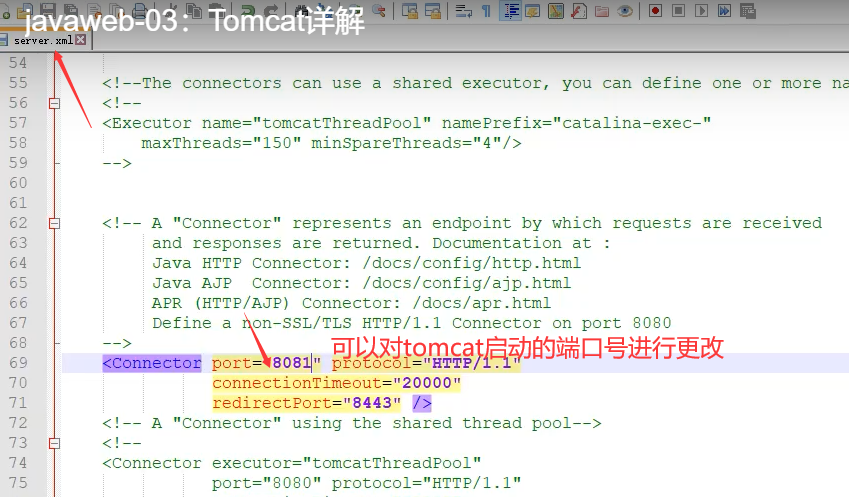 javaweb-03：Tomcat详解
server.xml
54
55 <!--The connectors can use a shared executor, you can define one or more na
56 <!--
57 <Executor name="tomcatThreadPool" namePrefix="catalina-exec-"
58 maxThreads="150" minSpareThreads="4"/>
59 -->
60
61
62 <!-- A "Connector" represents an endpoint by which requests are received
63 and responses are returned. Documentation at :
64 Java HTTP Connector: /docs/config/http.html
65 Java AJP  Connector: /docs/config/ajp.html
66 APR (HTTP/AJP) Connector: /docs/apr.html
67 Define a non-SSL/TLS HTTP/1.1 Connector on port 8080
68 -->
可以对tomcat启动的端口号进行更改
69 <Connector port="8081" protocol="HTTP/1.1"
70 connectionTimeout="20000"
71 redirectPort="8443" />
72 <!-- A "Connector" using the shared thread pool-->
73 <!--
74 <Connector executor="tomcatThreadPool"
75 port="8080" protocol="HTTP/1.1"